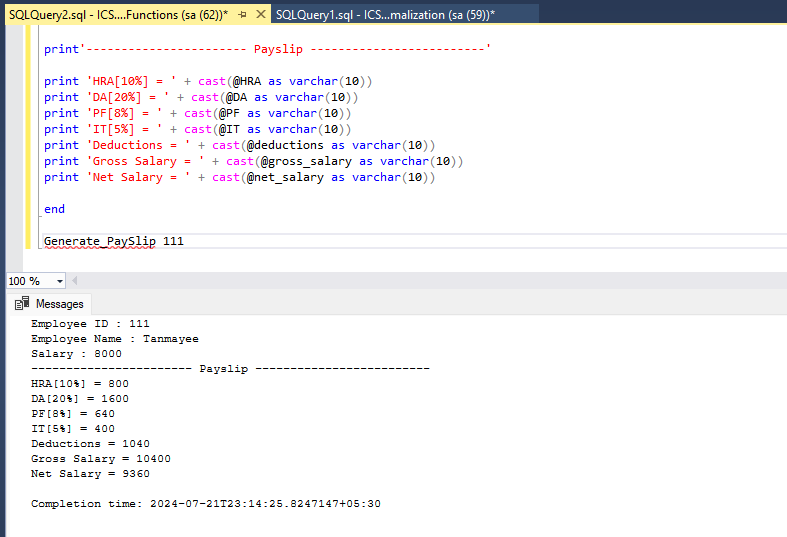 SQLQuery2.sql - ICS....Functions (sa (62))* SQLQuery1.sql - ICS...malization (sa (59))*
print'----------------------- Payslip -------------------------'
print 'HRA[10%] = ' + cast(@HRA as varchar(10))
print 'DA[20%] = ' + cast(@DA as varchar(10))
print 'PF[8%] = ' + cast(@PF as varchar(10))
print 'IT[5%] = ' + cast(@IT as varchar(10))
print 'Deductions = ' + cast(@deductions as varchar(10))
print 'Gross Salary = ' + cast(@gross_salary as varchar(10))
print 'Net Salary = ' + cast(@net_salary as varchar(10))
end
Generate_PaySlip 111
100 %
Messages
Employee ID : 111
Employee Name : Tanmayee
Salary : 8000
----------------------- Payslip -------------------------
HRA[10%] = 800
DA[20%] = 1600
PF[8%] = 640
IT[5%] = 400
Deductions = 1040
Gross Salary = 10400
Net Salary = 9360
Completion time: 2024-07-21T23:14:25.8247147+05:30